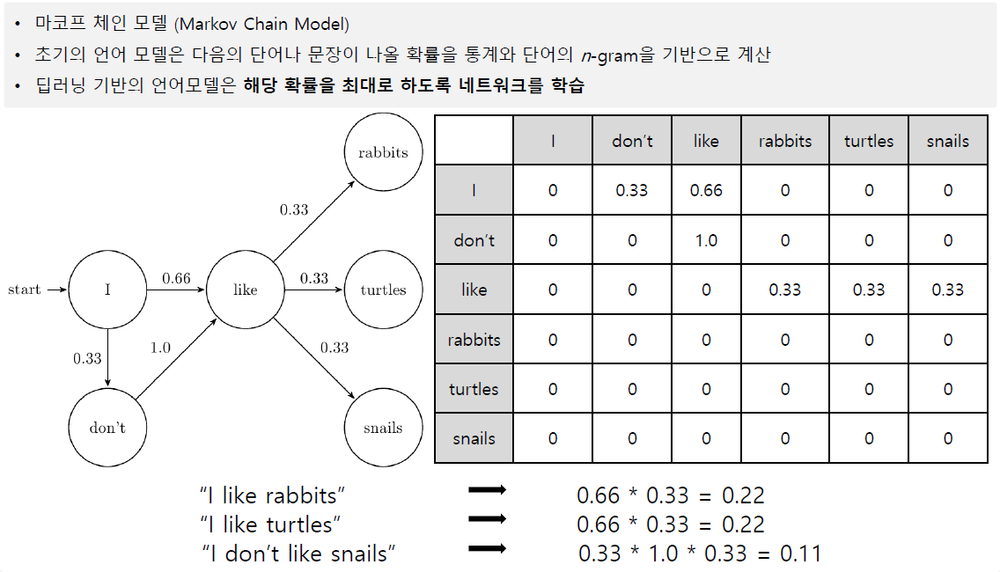 • 마코프 체인 모델 (Markov Chain Model)
• 초기의 언어 모델은 다음의 단어나 문장이 나올 확률을 통계와 단어의 n-gram을 기반으로 계산
• 딥러닝 기반의 언어모델은 해당 확률을 최대로 하도록 네트워크를 학습
rabbits
0.33
start
I
0.66
like
0.33
turtles
0.33
1.0
0.33
don't
snails
I don't like rabbits turtles snails
I 0 0.33 0.66 0 0 0
don't 0 0 1.0 0 0 0
like 0 0 0 0.33 0.33 0.33
rabbits 0 0 0 0 0 0
turtles 0 0 0 0 0 0
snails 0 0 0 0 0 0
"I like rabbits" 0.66 * 0.33 = 0.22
"I like turtles" 0.66 * 0.33 = 0.22
"I don't like snails" 0.33 * 1.0 * 0.33 = 0.11